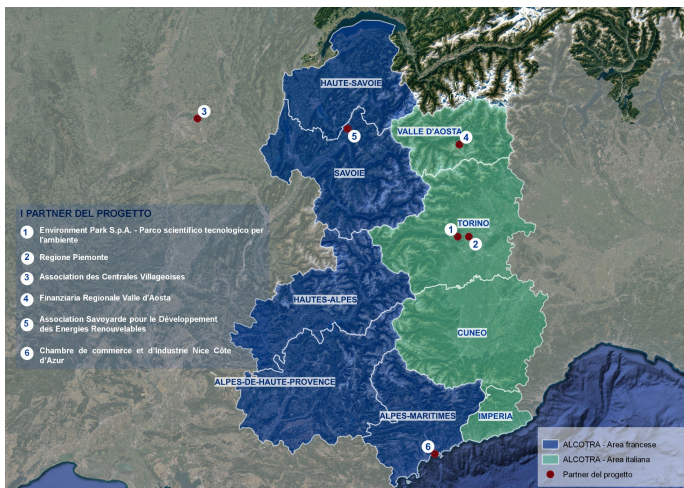 HAUTE-SAVOIE
3
VALLE D'AOSTA
4
5
SAVOIE
I PARTNER DEL PROGETTO
1 Environment Park S.p.A. - Parco scientifico tecnologico per
l'ambiente
2 Regione Piemonte
3 Association des Centrales Villageoises
4 Finanziaria Regionale Valle d'Aosta
5 Association Savoyarde pour le Développement
des Energies Renouvelables
6 Chambre de commerce et d'Industrie Nice Côte
d'Azur
TORINO
1
2
HAUTES-ALPES
CUNEO
ALPES-DE-HAUTE-PROVENCE
ALPES-MARITIMES
IMPERIA
6
ALCOTRA - Area francese
ALCOTRA - Area italiana
Partner del progetto